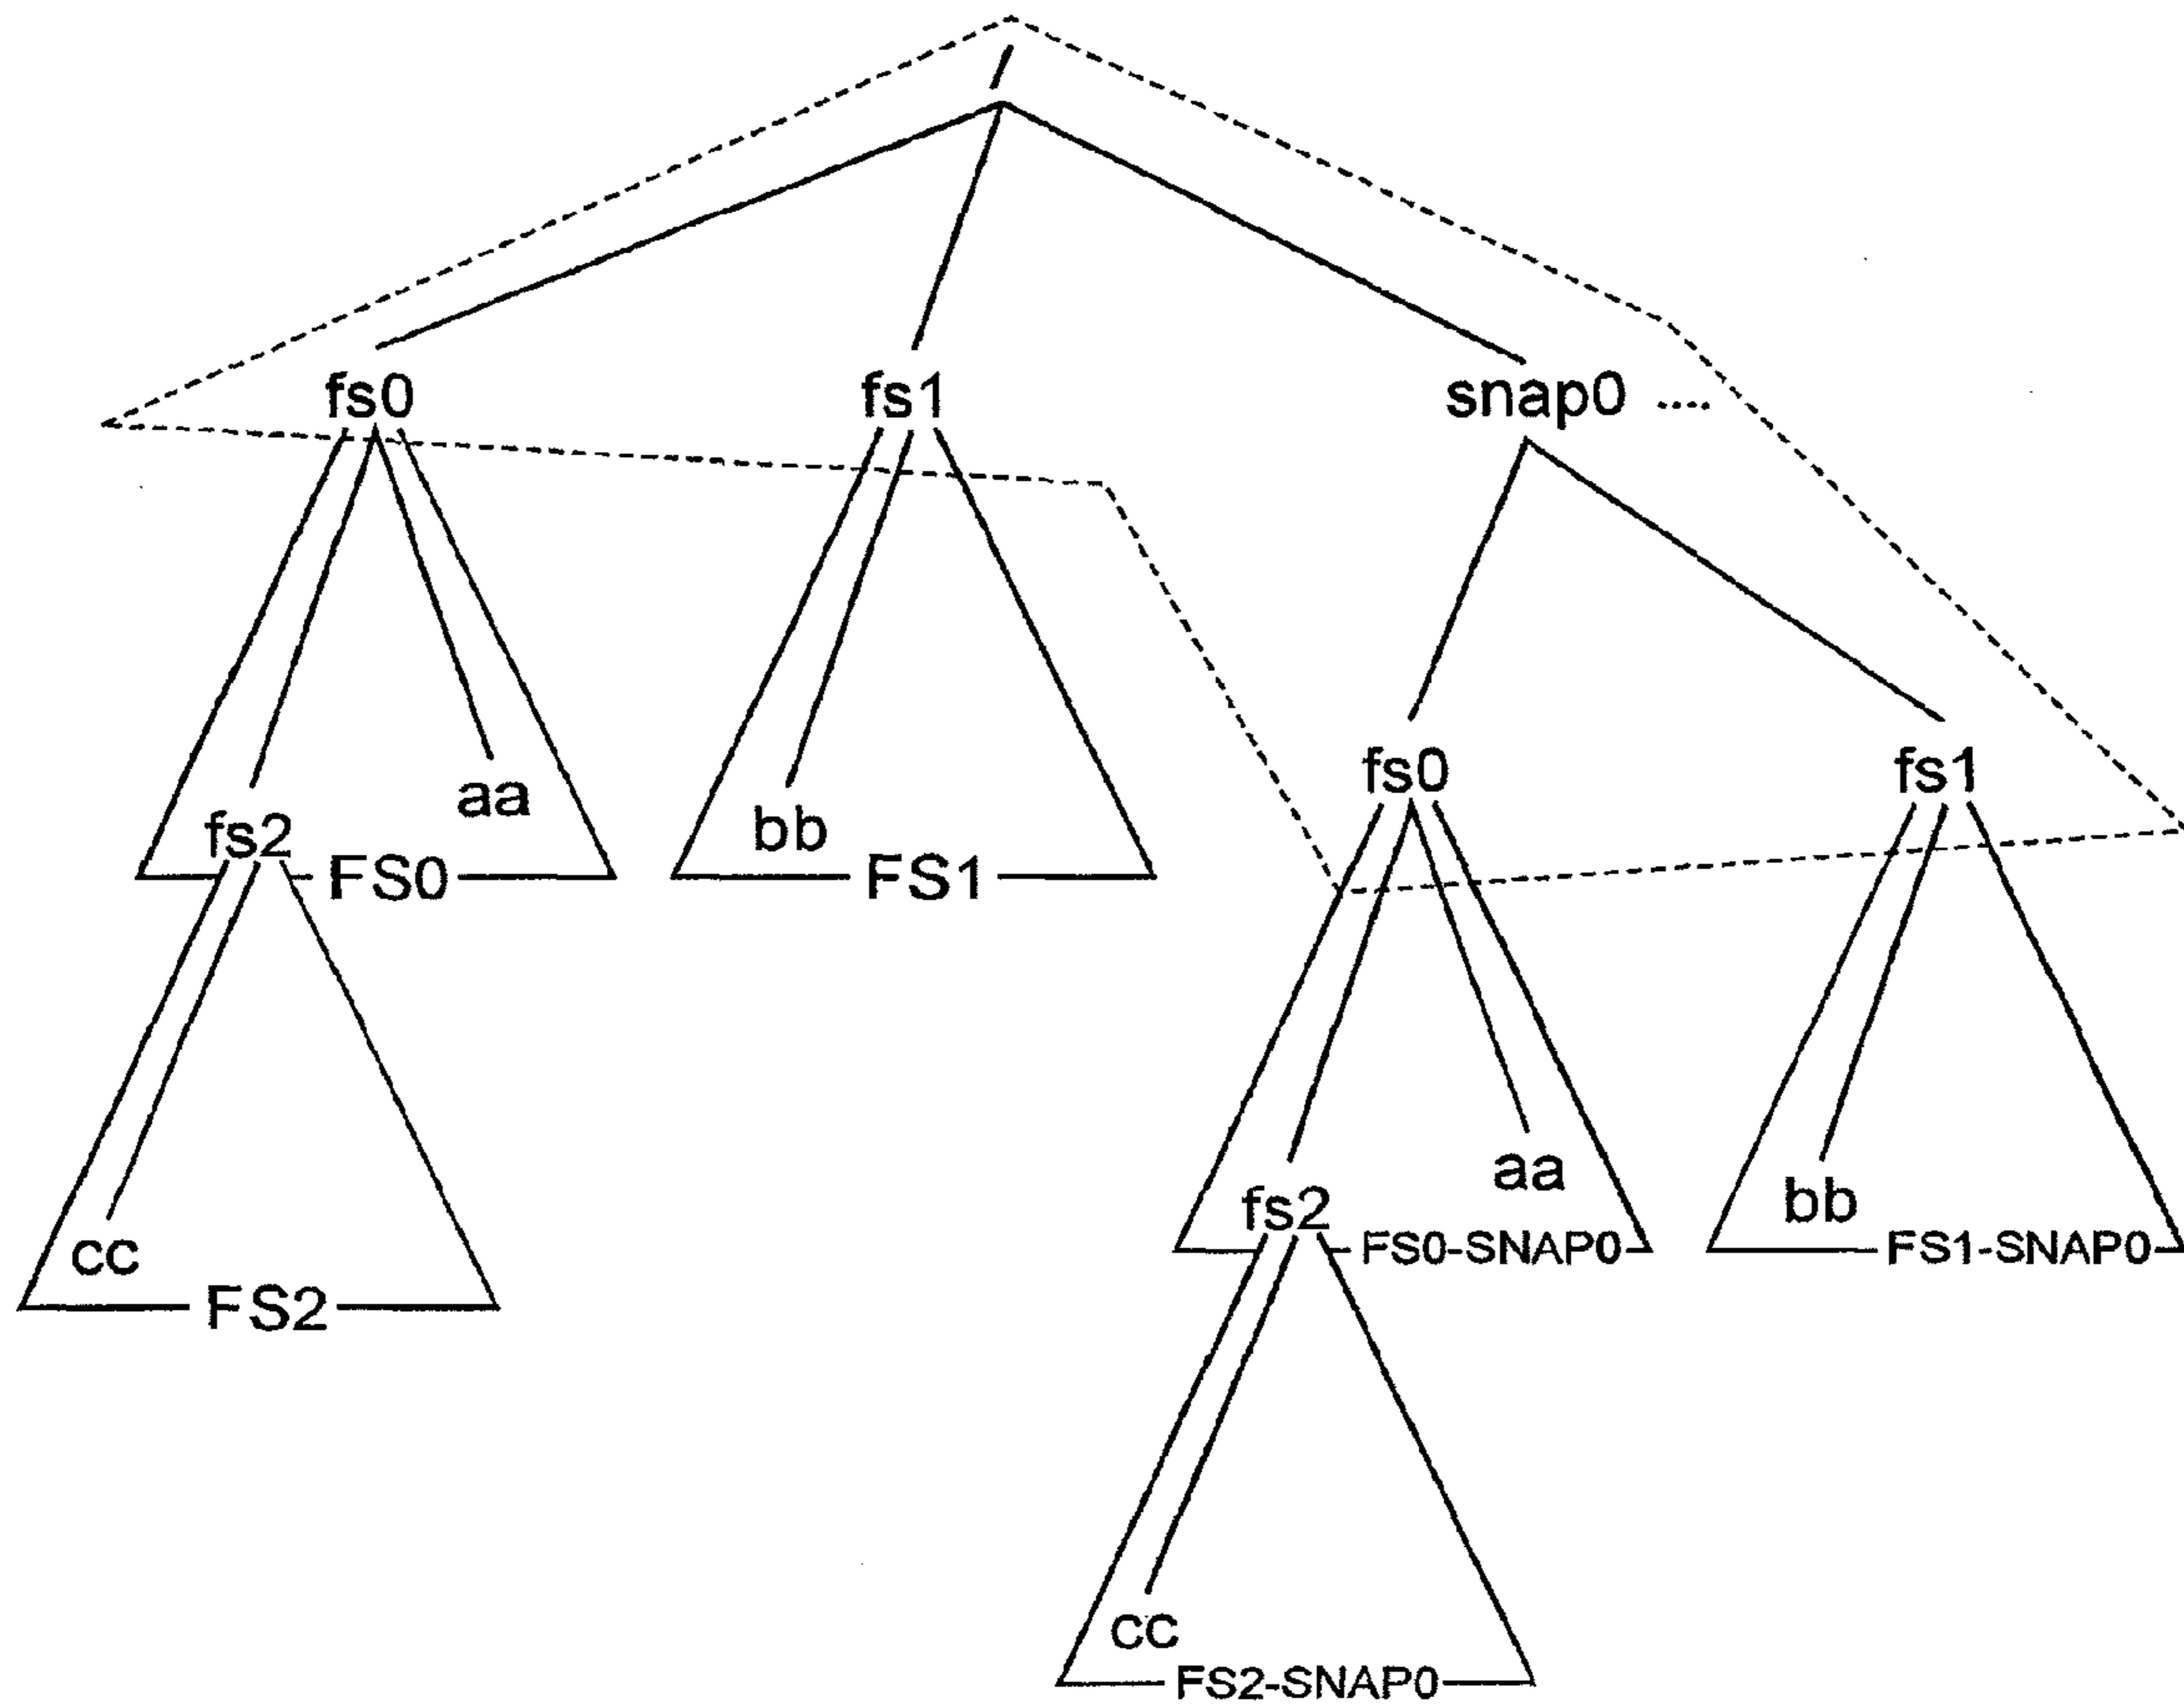 /
fs0 fs1 snap0 ....
fs0 fs1
aa
fs2 bb
FS0 FS1
aa
fs2 bb
cc FS0-SNAP0 FS1-SNAP0
FS2
cc
FS2-SNAP0